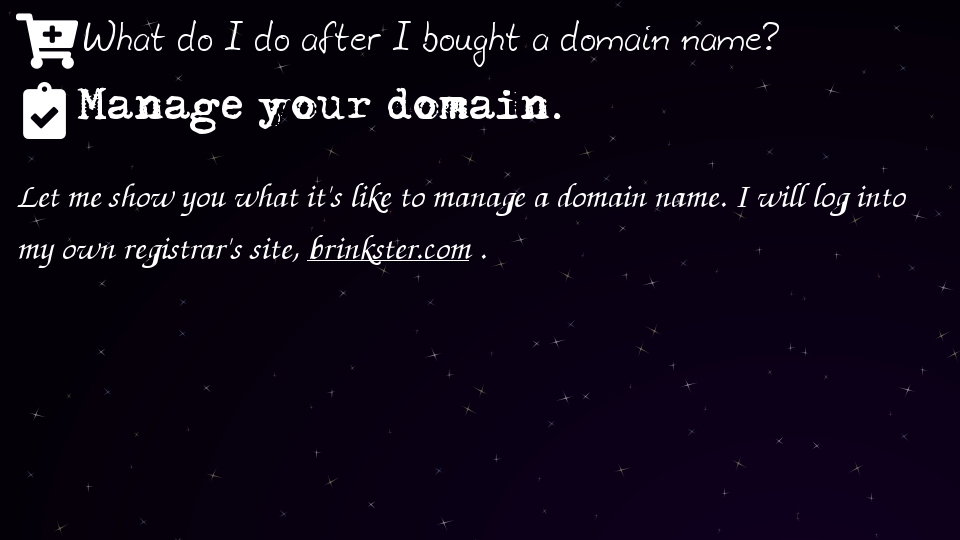 What do I do after I bought a domain name?
Manage your domain.
Let me show you what it's like to manage a domain name. I will log into
my own registrar's site, brinkster.com .